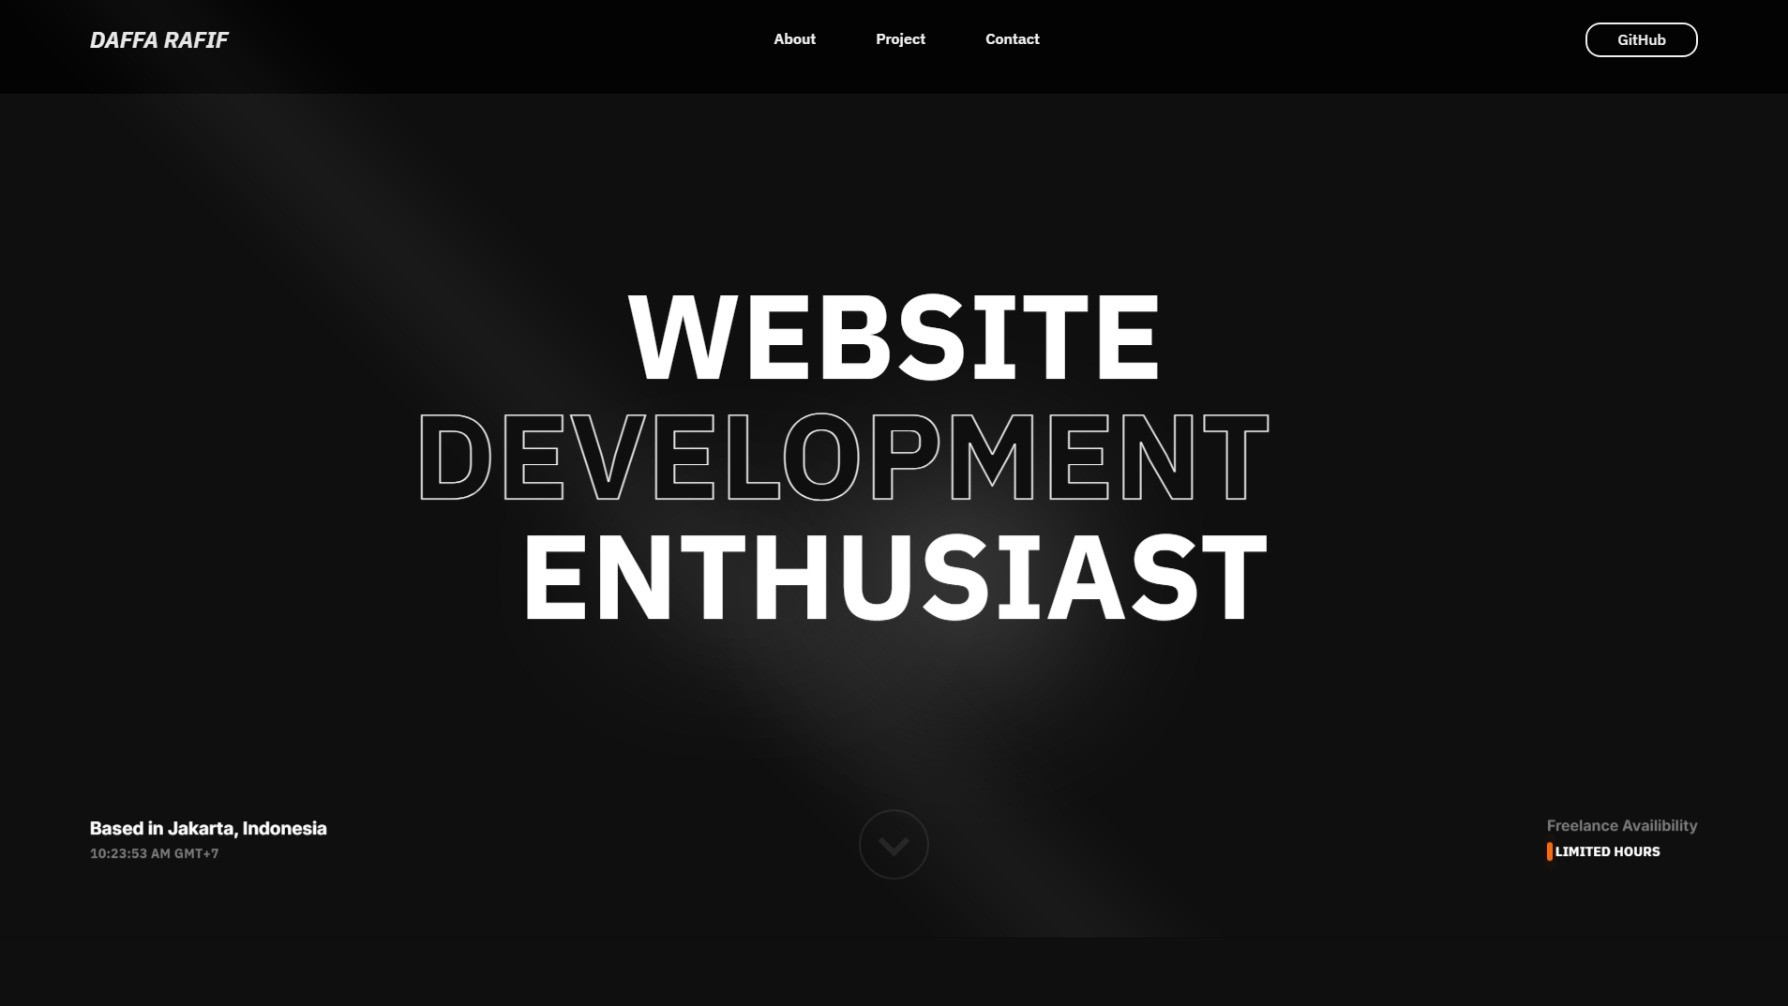 DAFFA RAFIF
About
Project
Contact
GitHub
WEBSITE
DEVELOPMENT
ENTHUSIAST
Based in Jakarta, Indonesia
10:23:53 AM GMT+7
Freelance Availibility
LIMITED HOURS